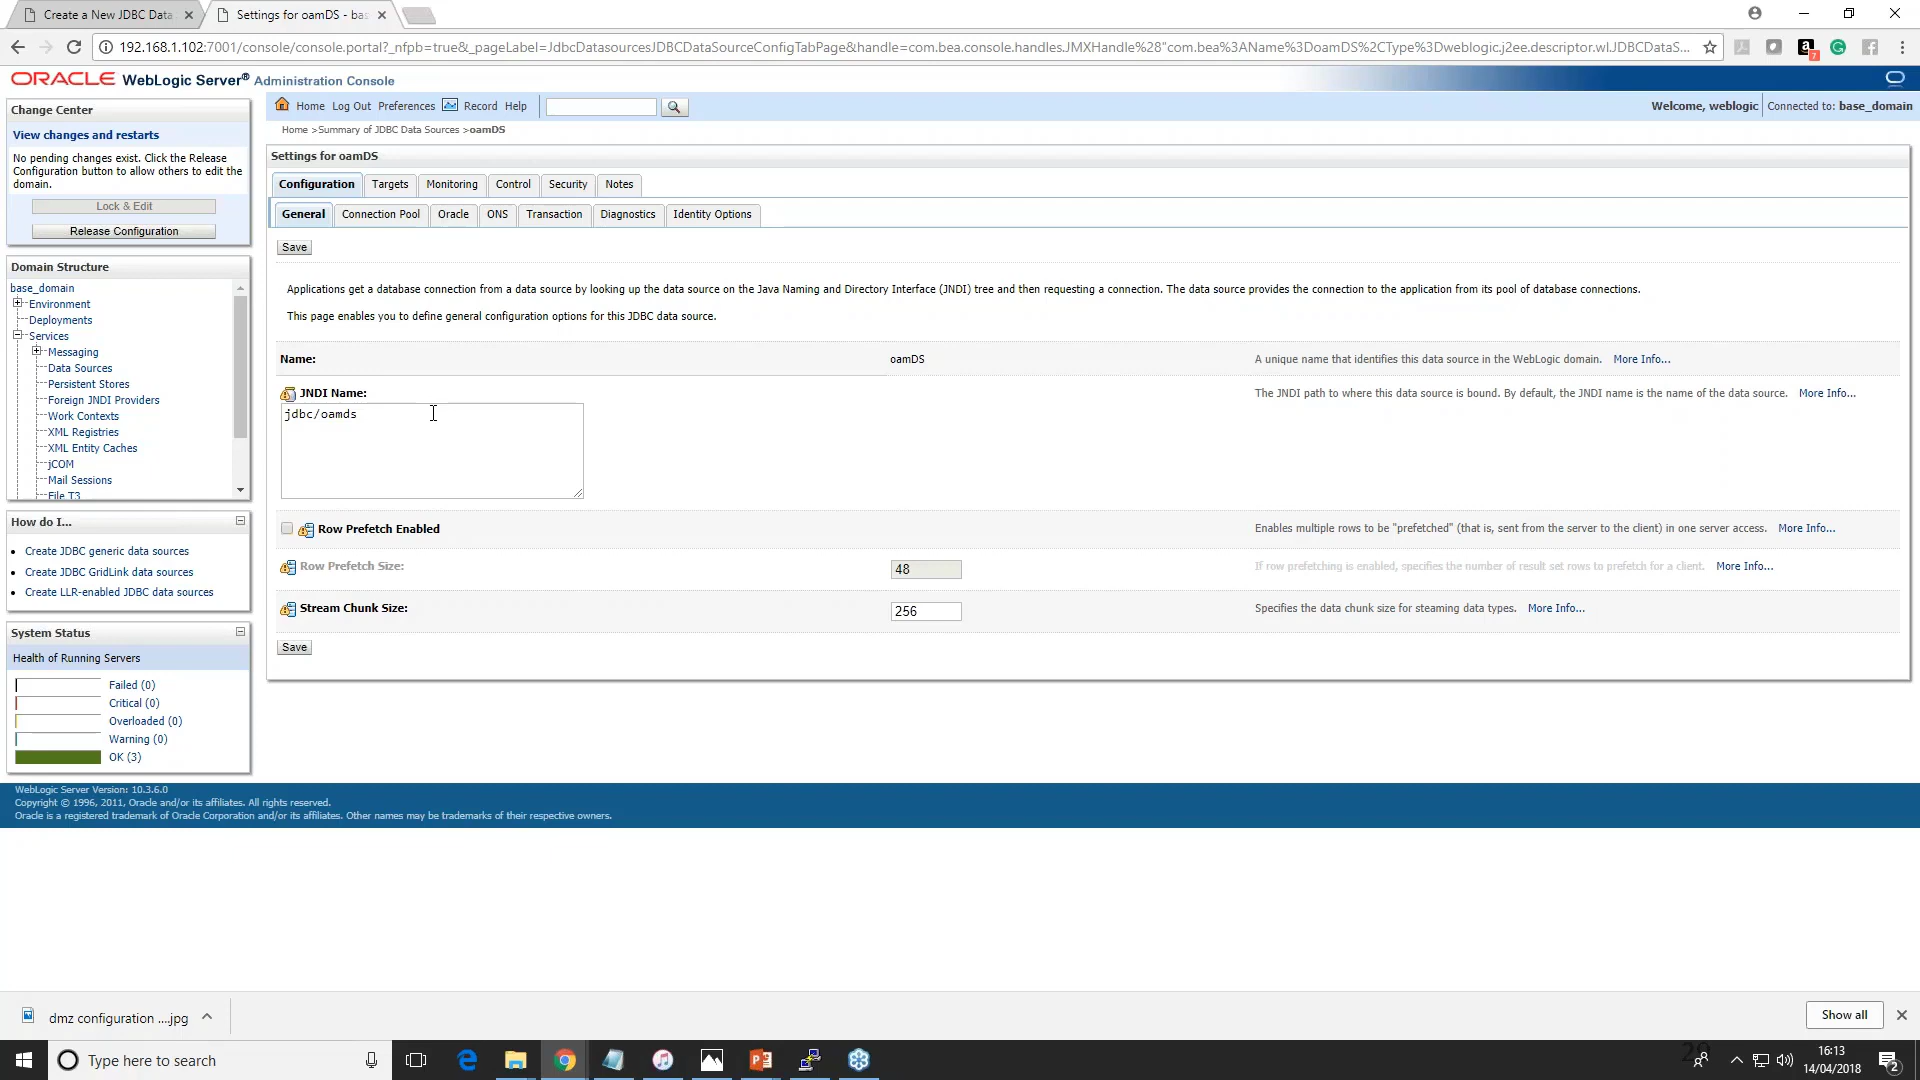 Create a New JDBC Data
Settings for oamDS - bas
192.168.1.102:7001/console/console.portal?_nfpb=true&_pageLabel=JdbcDatasourcesJDBCDataSourceConfigTabPage&handle=com.bea.console.handles.JMXHandle%28"com.bea%3AName%3DoamDS%2CType%3Dweblogic.j2ee.descriptor.wl.JDBCDataS...
ORACLE WebLogic Server® Administration Console
Change Center
View changes and restarts
No pending changes exist. Click the Release
Configuration button to allow others to edit the
domain.
Lock & Edit
Release Configuration
Domain Structure
base_domain
Environment
Deployments
Services
Messaging
Data Sources
Persistent Stores
Foreign JNDI Providers
Work Contexts
XML Registries
XML Entity Caches
jCOM
Mail Sessions
File T3
How do I...
Create JDBC generic data sources
Create JDBC GridLink data sources
Create LLR-enabled JDBC data sources
System Status
Health of Running Servers
Failed (0)
Critical (0)
Overloaded (0)
Warning (0)
OK (3)
Home Log Out Preferences Record Help
Welcome, weblogic Connected to: base_domain
Home >Summary of JDBC Data Sources >oamDS
Settings for oamDS
Configuration Targets Monitoring Control Security Notes
General Connection Pool Oracle ONS Transaction Diagnostics Identity Options
Save
Applications get a database connection from a data source by looking up the data source on the Java Naming and Directory Interface (JNDI) tree and then requesting a connection. The data source provides the connection to the application from its pool of database connections.
This page enables you to define general configuration options for this JDBC data source.
Name: oamDS A unique name that identifies this data source in the WebLogic domain. More Info...
JNDI Name: The JNDI path to where this data source is bound. By default, the JNDI name is the name of the data source. More Info...
jdbc/oamds
Row Prefetch Enabled Enables multiple rows to be "prefetched" (that is, sent from the server to the client) in one server access. More Info...
Row Prefetch Size: 48 If row prefetching is enabled, specifies the number of result set rows to prefetch for a client. More Info...
Stream Chunk Size: 256 Specifies the data chunk size for steaming data types. More Info...
Save
WebLogic Server Version: 10.3.6.0
Copyright © 1996, 2011, Oracle and/or its affiliates. All rights reserved.
Oracle is a registered trademark of Oracle Corporation and/or its affiliates. Other names may be trademarks of their respective owners.
dmz configuration ....jpg
Show all
Type here to search
20
16:13
14/04/2018
2